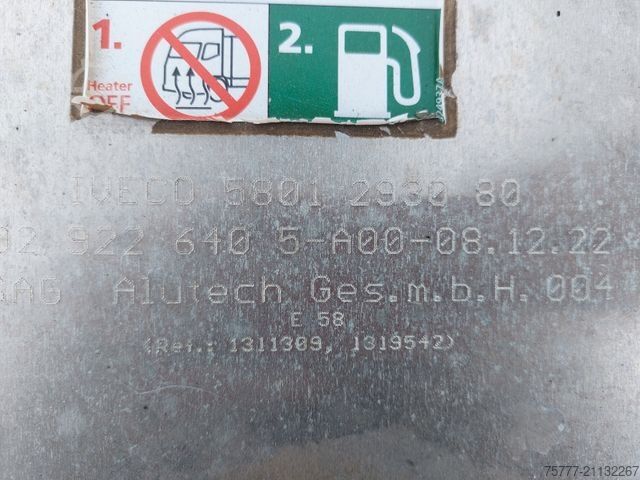 1.
2.
Heater
OFF
IVECO 5801 2930 80
02 922 640 5-A00-08.12.22
SAG Alutech Ges.m.b.H. 004
E 58
(Ref.: 1311309, 1319542)
75777-21132267